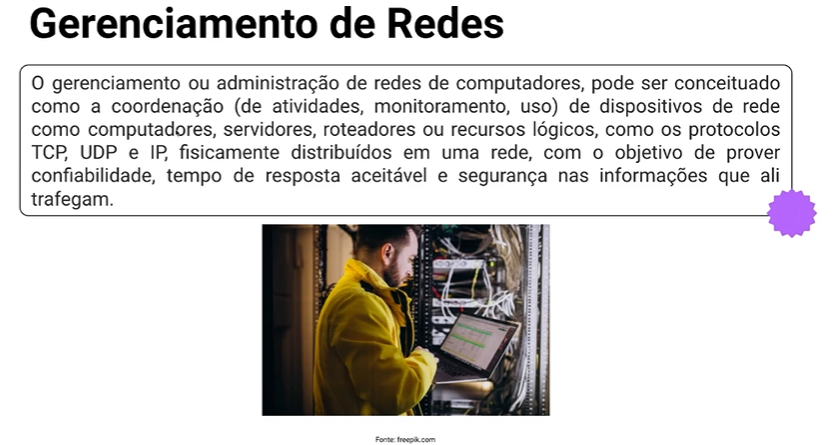 Gerenciamento de Redes
O gerenciamento ou administração de redes de computadores, pode ser conceituado
como a coordenação (de atividades, monitoramento, uso) de dispositivos de rede
como computadores, servidores, roteadores ou recursos lógicos, como os protocolos
TCP, UDP e IP, fisicamente distribuídos em uma rede, com o objetivo de prover
confiabilidade, tempo de resposta aceitável e segurança nas informações que ali
trafegam.
Fonte: freepik.com